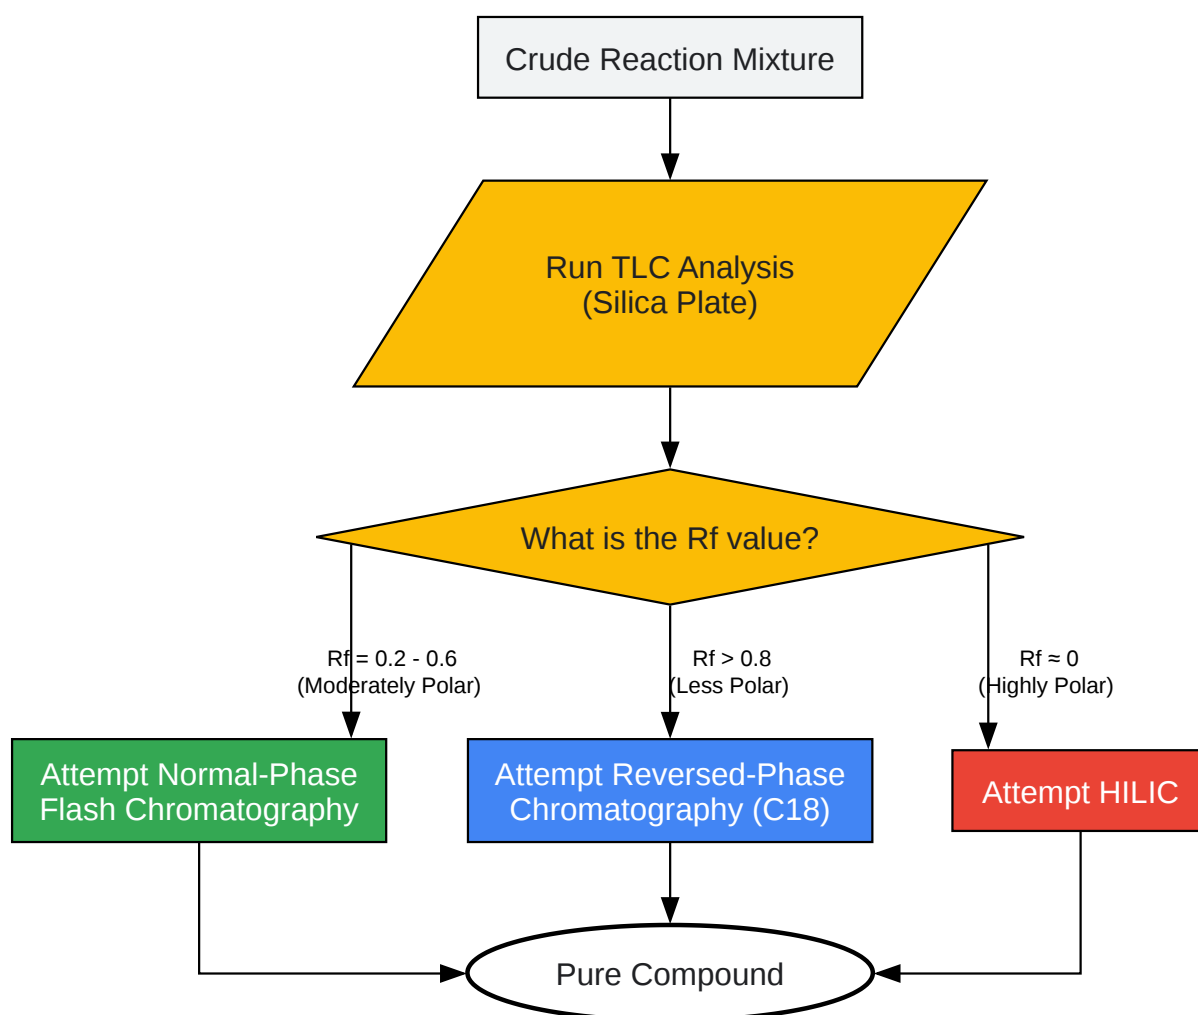 Crude Reaction Mixture
Run TLC Analysis
(Silica Plate)
What is the Rf value?
Rf = 0.2 - 0.6
(Moderately Polar)
Rf > 0.8
(Less Polar)
Rf ≈ 0
(Highly Polar)
Attempt Normal-Phase
Flash Chromatography
Attempt Reversed-Phase
Chromatography (C18)
Attempt HILIC
Pure Compound